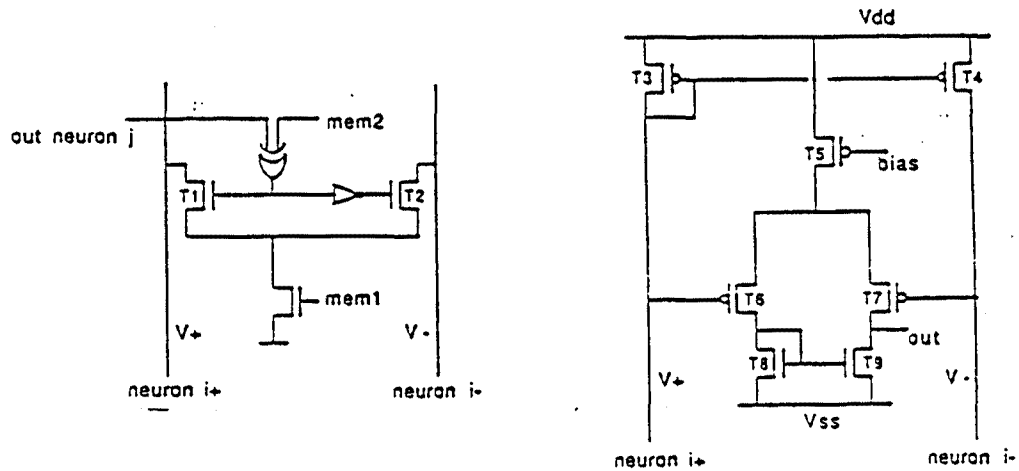 out neuron j
mem2
T1
T2
mem1
V+
V-
neuron i+
neuron i-
Vdd
T3
T4
T5
bias
T6
T7
out
T8
T9
V+
V-
Vss
neuron i+
neuron i-